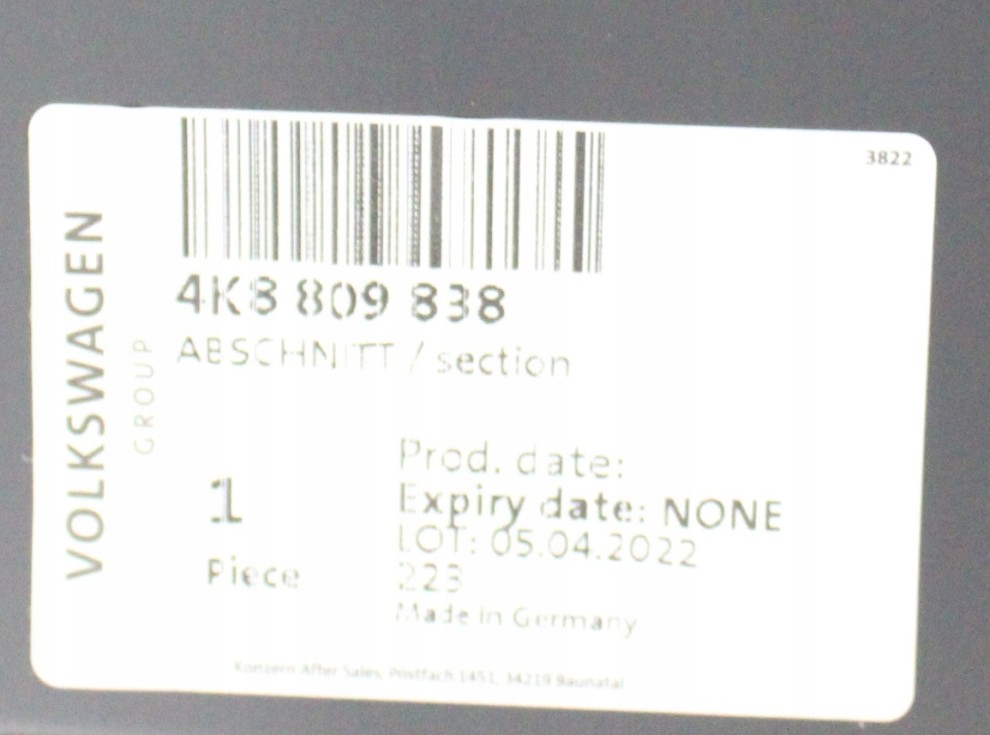 3822
VOLKSWAGEN
GROUP
4K8 809 838
ABSCHNITT / section
1
Piece
Prod. date:
Expiry date: NONE
LOT: 05.04.2022
223
Made in Germany
Konzern After Sales, Postfach 1451, 34219 Baunatal